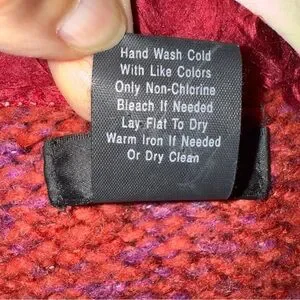 Hand Wash Cold
With Like Colors
Only Non-Chlorine
Bleach If Needed
Lay Flat To Dry
Warm Iron If Needed
Or Dry Clean